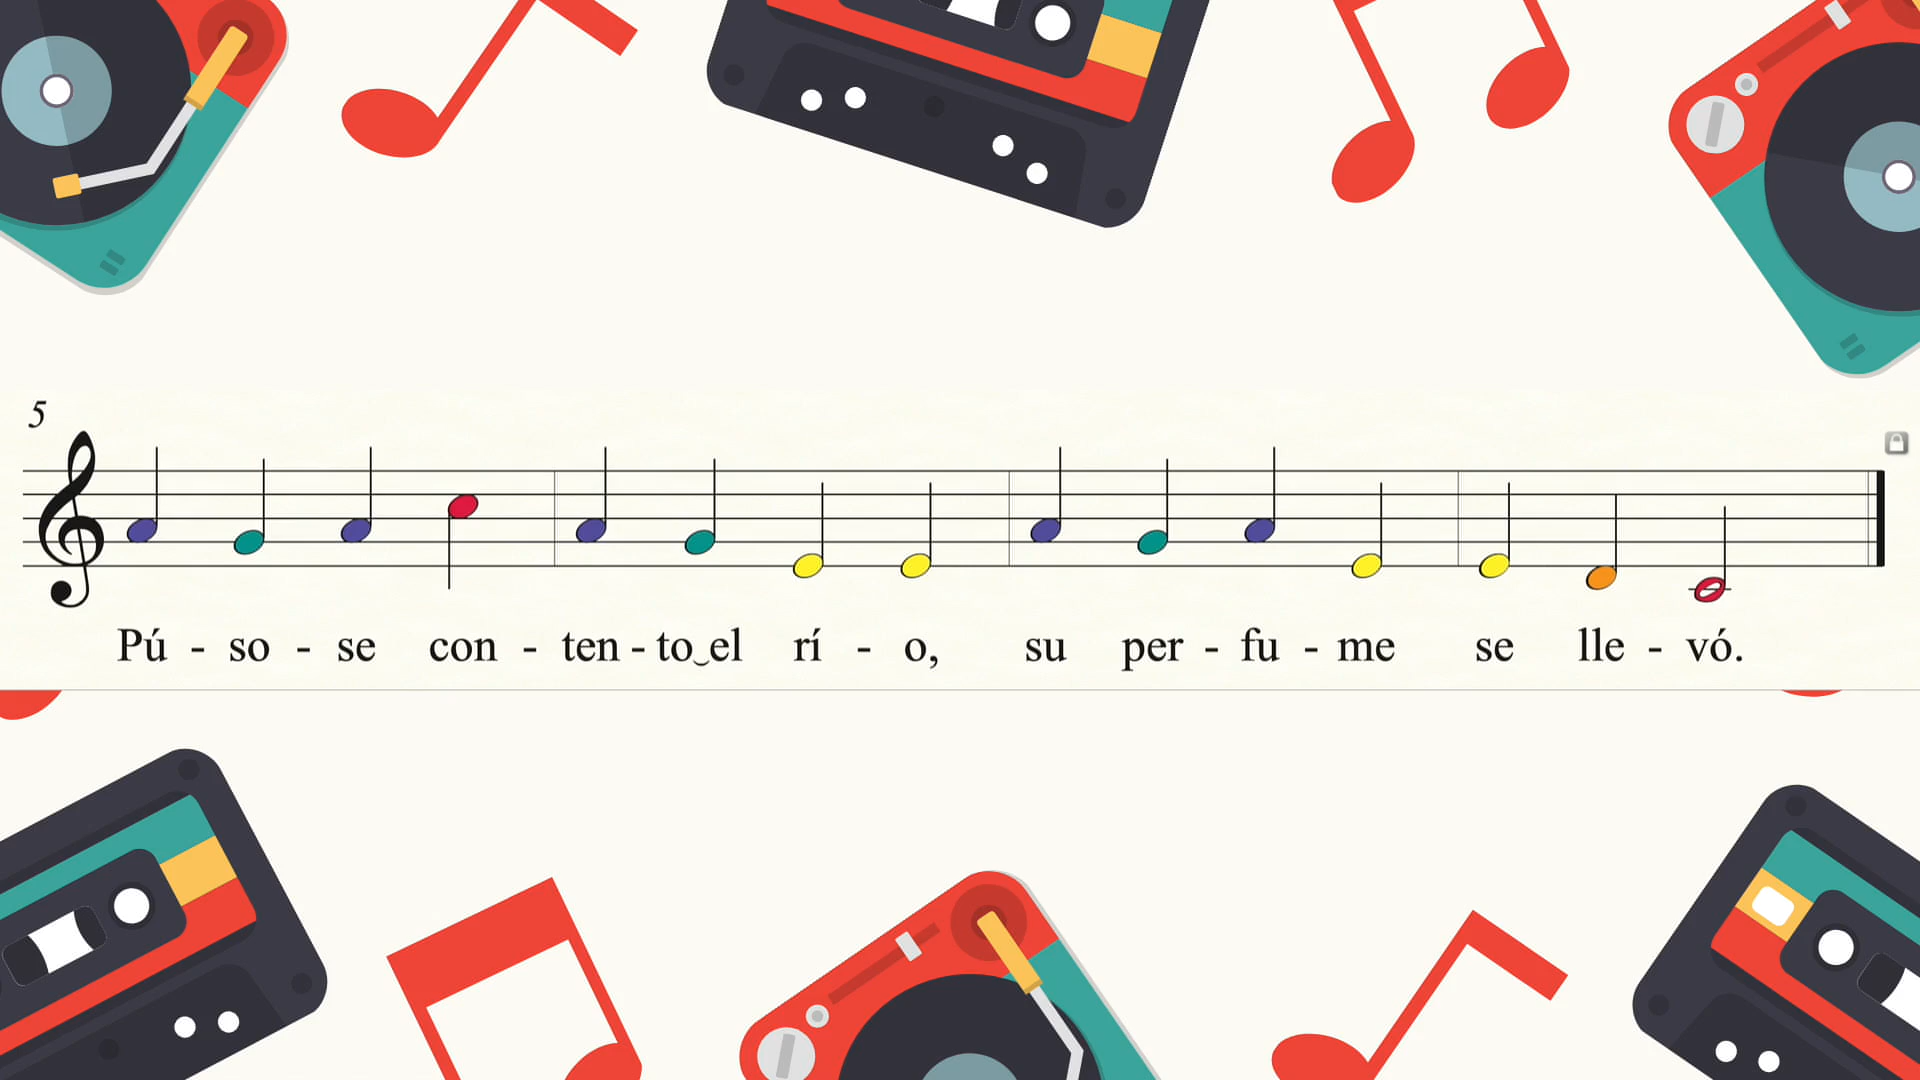 5
Pú - so - se con - ten - to‿el rí - o, su per - fu - me se lle - vó.